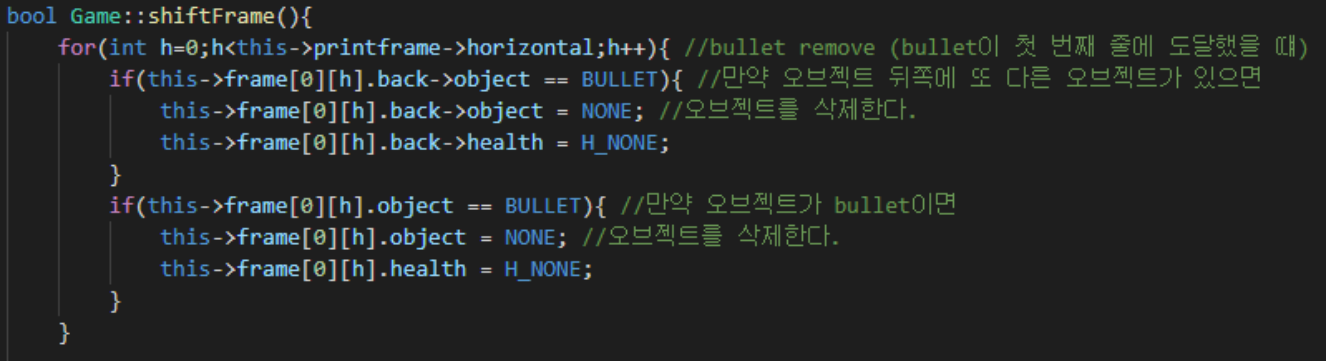 bool Game::shiftFrame(){
    for(int h=0;h<this->printframe->horizontal;h++){ //bullet remove (bullet이 첫 번째 줄에 도달했을 떄)
        if(this->frame[0][h].back->object == BULLET){ //만약 오브젝트 뒤쪽에 또 다른 오브젝트가 있으면
            this->frame[0][h].back->object = NONE; //오브젝트를 삭제한다.
            this->frame[0][h].back->health = H_NONE;
        }
        if(this->frame[0][h].object == BULLET){ //만약 오브젝트가 bullet이면
            this->frame[0][h].object = NONE; //오브젝트를 삭제한다.
            this->frame[0][h].health = H_NONE;
        }
    }